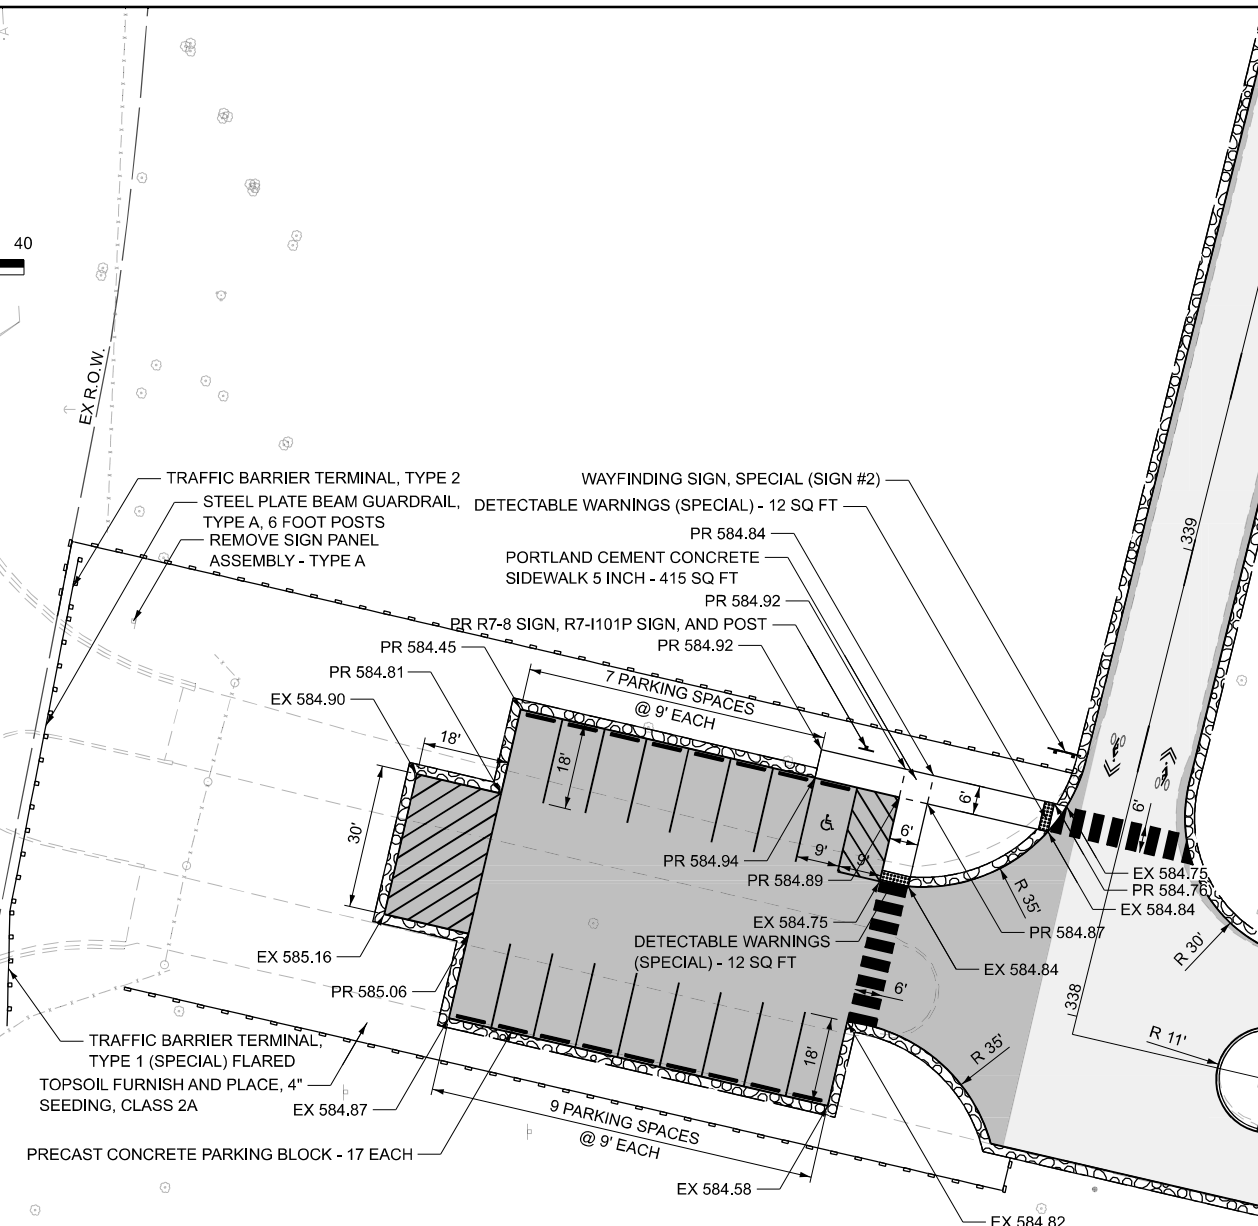 40
EX R.O.W.
TRAFFIC BARRIER TERMINAL, TYPE 2
STEEL PLATE BEAM GUARDRAIL,
TYPE A, 6 FOOT POSTS
REMOVE SIGN PANEL
ASSEMBLY - TYPE A
WAYFINDING SIGN, SPECIAL (SIGN #2)
DETECTABLE WARNINGS (SPECIAL) - 12 SQ FT
PR 584.84
PORTLAND CEMENT CONCRETE
SIDEWALK 5 INCH - 415 SQ FT
PR 584.92
PR R7-8 SIGN, R7-I101P SIGN, AND POST
PR 584.92
PR 584.45
PR 584.81
EX 584.90
7 PARKING SPACES
@ 9' EACH
339
18'
18'
30'
6'
6'
6'
9'
9'
PR 584.94
PR 584.89
EX 584.75
PR 584.76
EX 584.84
R 35'
PR 584.87
EX 584.75
DETECTABLE WARNINGS
(SPECIAL) - 12 SQ FT
EX 584.84
R 30'
6'
338
EX 585.16
PR 585.06
R 11'
R 35'
18'
TRAFFIC BARRIER TERMINAL,
TYPE 1 (SPECIAL) FLARED
TOPSOIL FURNISH AND PLACE, 4"
SEEDING, CLASS 2A
EX 584.87
9 PARKING SPACES
@ 9' EACH
PRECAST CONCRETE PARKING BLOCK - 17 EACH
EX 584.58
EX 584.82